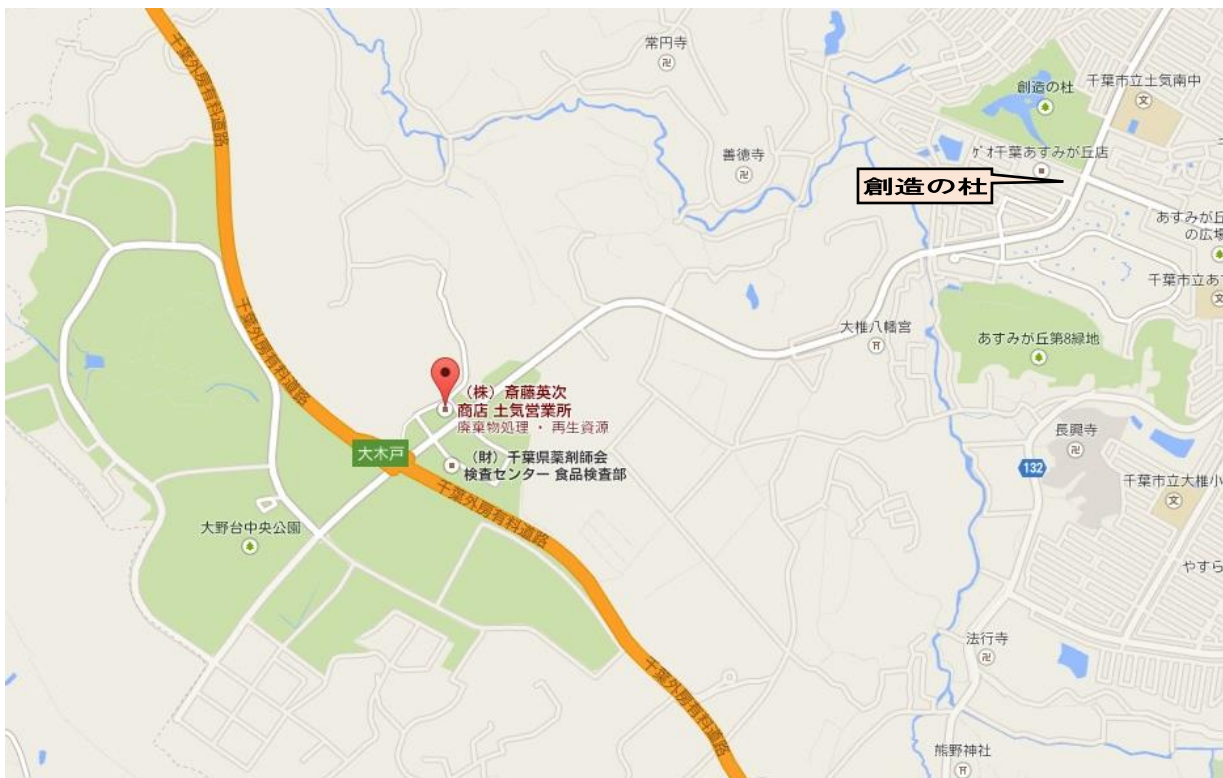 常円寺
創造の杜
千葉市立土気南中
ゲオ千葉あすみが丘店
善徳寺
創造の杜
あすみが丘
の広場
千葉市立あす
千葉外房有料道路
千葉外房有料道路
大椎八幡宮
あすみが丘第8緑地
(株)斎藤英次
商店 土気営業所
廃棄物処理・再生資源
大木戸
(財)千葉県薬剤師会
検査センター 食品検査部
千葉外房有料道路
長興寺
132
千葉市立大椎小
大野台中央公園
やすら
法行寺
千葉外房有料道路
熊野神社